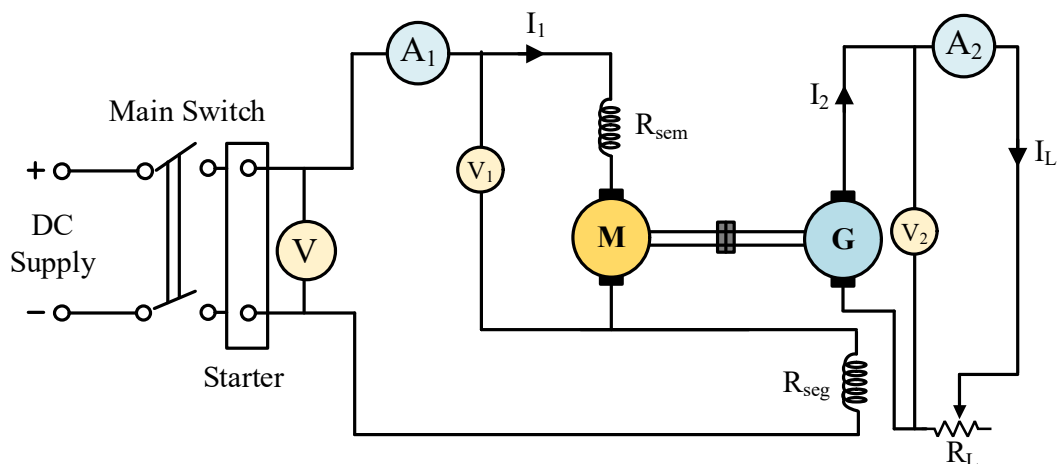 A1
I1
A2
Main Switch
Rsem
I2
V1
IL
+
DC
Supply
−
V
M
G
V2
Starter
Rseg
RL